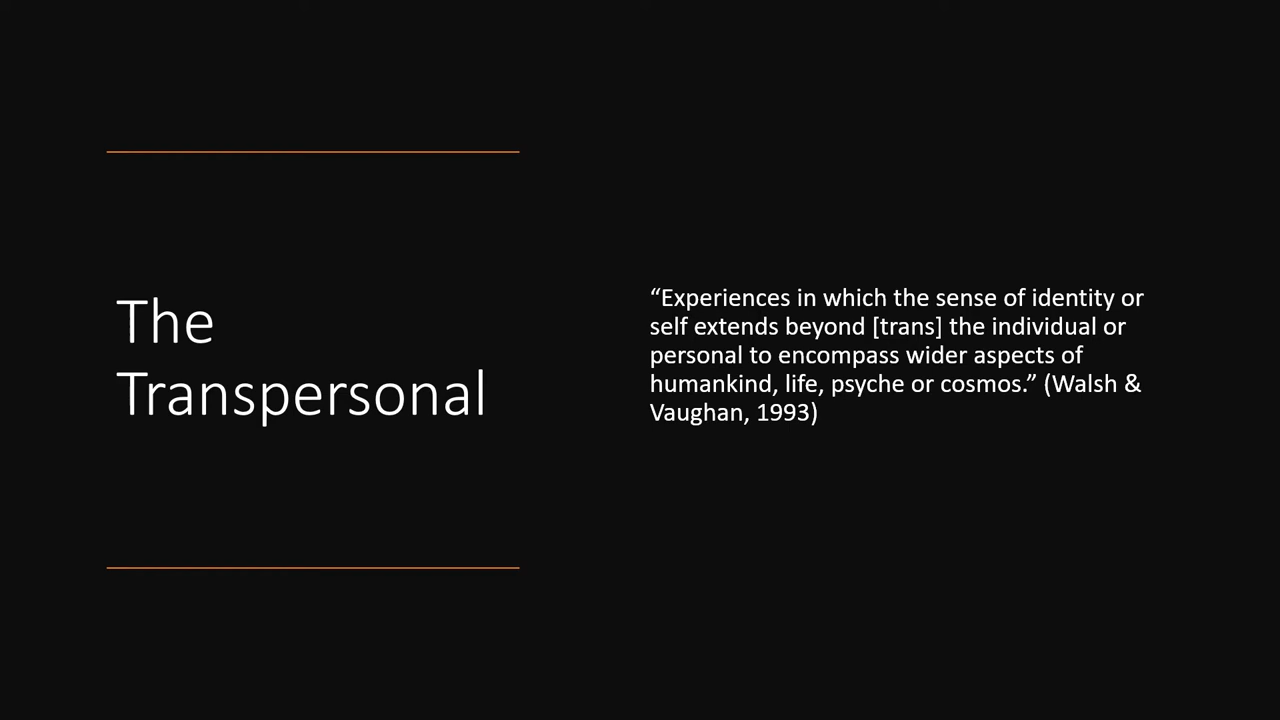 The
Transpersonal
“Experiences in which the sense of identity or
self extends beyond [trans] the individual or
personal to encompass wider aspects of
humankind, life, psyche or cosmos.” (Walsh &
Vaughan, 1993)